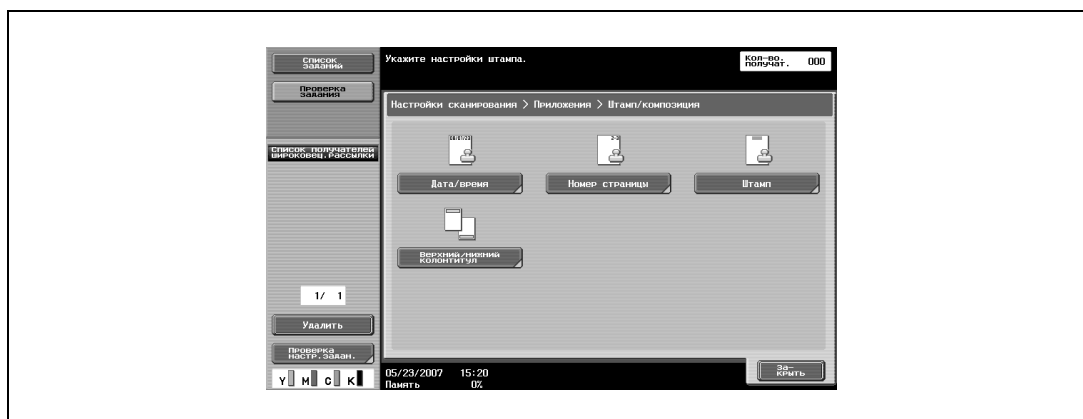 Список
заданий
Укажите настройки штампа.
Кол-во.
получат.
000
Проверка
задания
Настройки сканирования > Приложения > Штамп/композиция
Список получателей
широковещ.рассылки
Дата/время
Номер страницы
Штамп
Верхний/нижний
колонтитул
1/ 1
Удалить
Проверка
настр.задан.
За-
крыть
05/23/2007 15:20
Память 0%
Y M C K